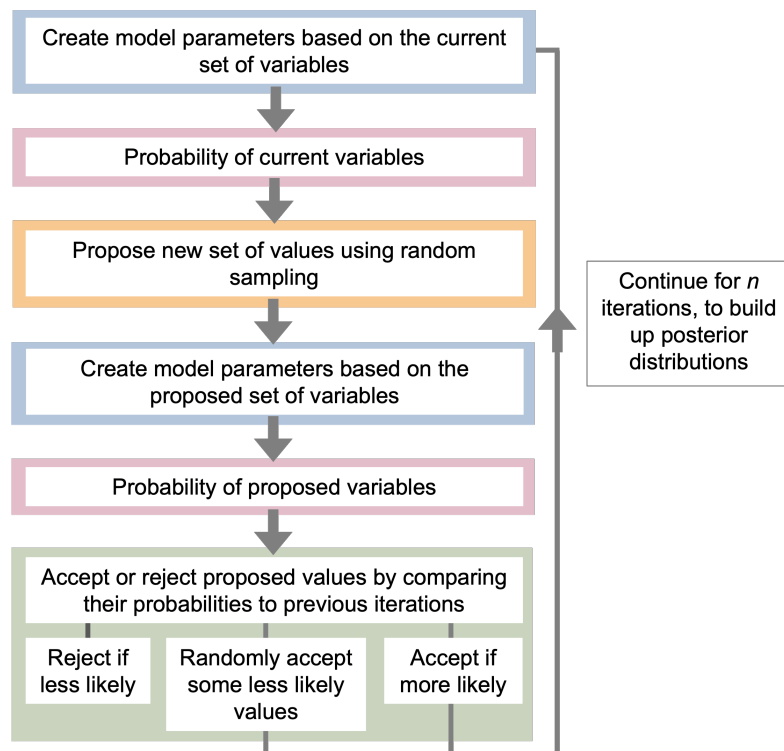 Create model parameters based on the current
set of variables
Probability of current variables
Propose new set of values using random
sampling
Continue for n
iterations, to build
up posterior
distributions
Create model parameters based on the
proposed set of variables
Probability of proposed variables
Accept or reject proposed values by comparing
their probabilities to previous iterations
Reject if
less likely
Randomly accept
some less likely
values
Accept if
more likely